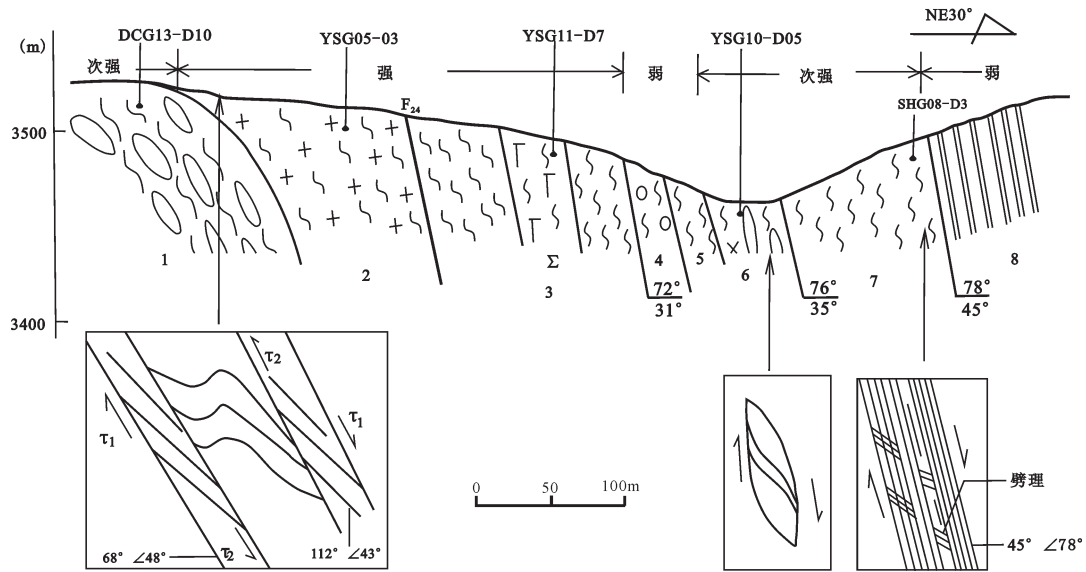 NE30°
DCG13-D10
YSG05-03
YSG11-D7
YSG10-D05
(m)
次强
强
弱
次强
弱
F24
SHG08-D3
3500
3400
1
2
Σ
3
4
5
6
7
8
72°
31°
76°
35°
78°
45°
τ2
τ1
τ1
τ2
68° ∠48°
112° ∠43°
0 50 100m
劈理
45° ∠78°